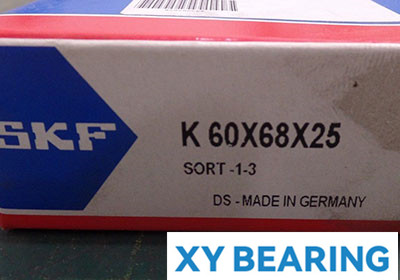 SKF
K 60X68X25
SORT -1-3
DS - MADE IN GERMANY
XY BEARING